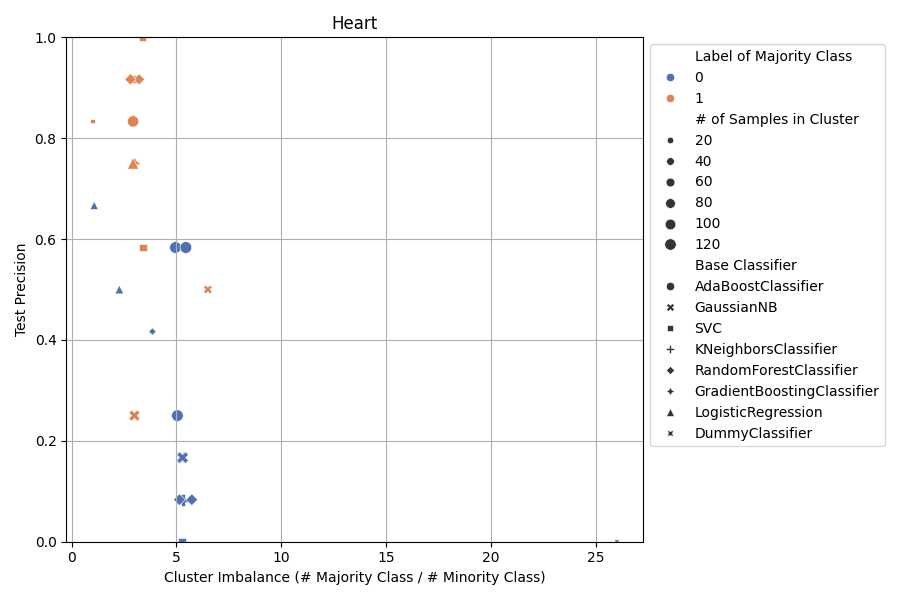 Heart
1.0
0.8
0.6
0.4
0.2
0.0
Test Precision
0
5
10
15
20
25
Cluster Imbalance (# Majority Class / # Minority Class)
Label of Majority Class
0
1
# of Samples in Cluster
20
40
60
80
100
120
Base Classifier
AdaBoostClassifier
GaussianNB
SVC
KNeighborsClassifier
RandomForestClassifier
GradientBoostingClassifier
LogisticRegression
DummyClassifier